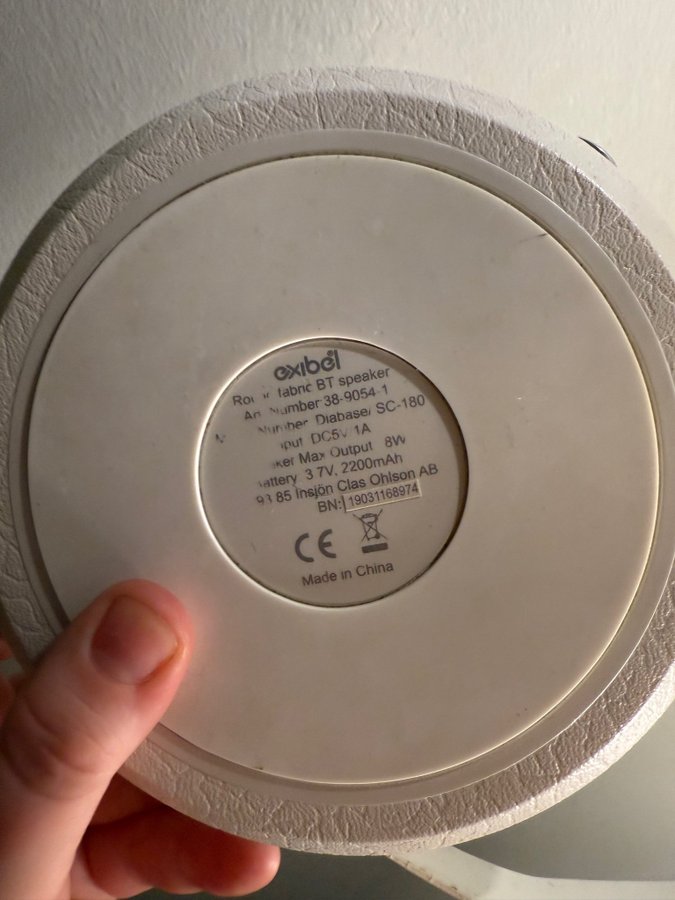 exibel
fabric BT speaker
Number 38-9054-1
Number Diabase/ SC-180
DC5V 1A
Max Output 8W
3.7V, 2200mAh
85 Insjön Clas Ohlson AB
BN: 19031168974
CE
Made in China